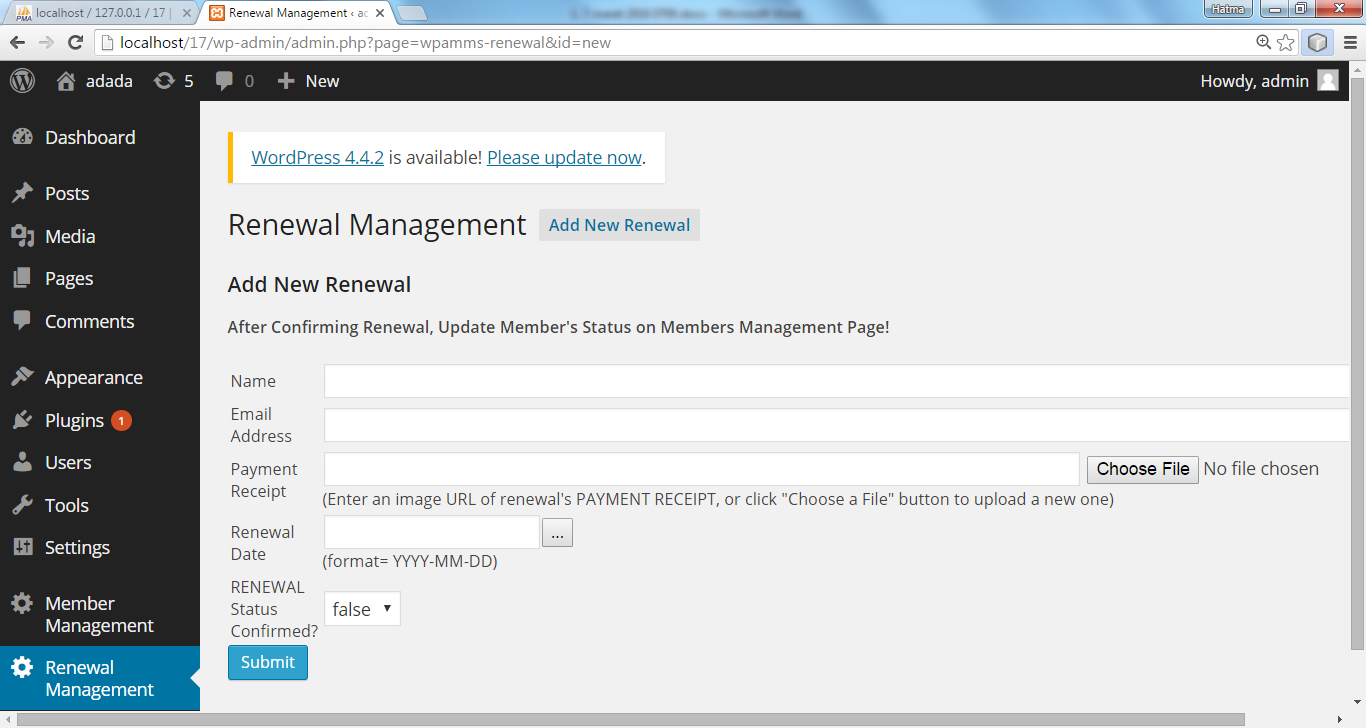 localhost / 127.0.0.1 / 17 |
Renewal Management ‹ ad
Hatma
localhost/17/wp-admin/admin.php?page=wpamms-renewal&id=new
adada 5 0 New
Howdy, admin
Dashboard
Posts
Media
Pages
Comments
Appearance
Plugins 1
Users
Tools
Settings
Member
Management
Renewal
Management
WordPress 4.4.2 is available! Please update now.
Renewal Management Add New Renewal
Add New Renewal
After Confirming Renewal, Update Member's Status on Members Management Page!
Name
Email
Address
Payment
Receipt
Choose File No file chosen
(Enter an image URL of renewal's PAYMENT RECEIPT, or click "Choose a File" button to upload a new one)
Renewal
Date
...
(format= YYYY-MM-DD)
RENEWAL
Status
Confirmed?
false
Submit